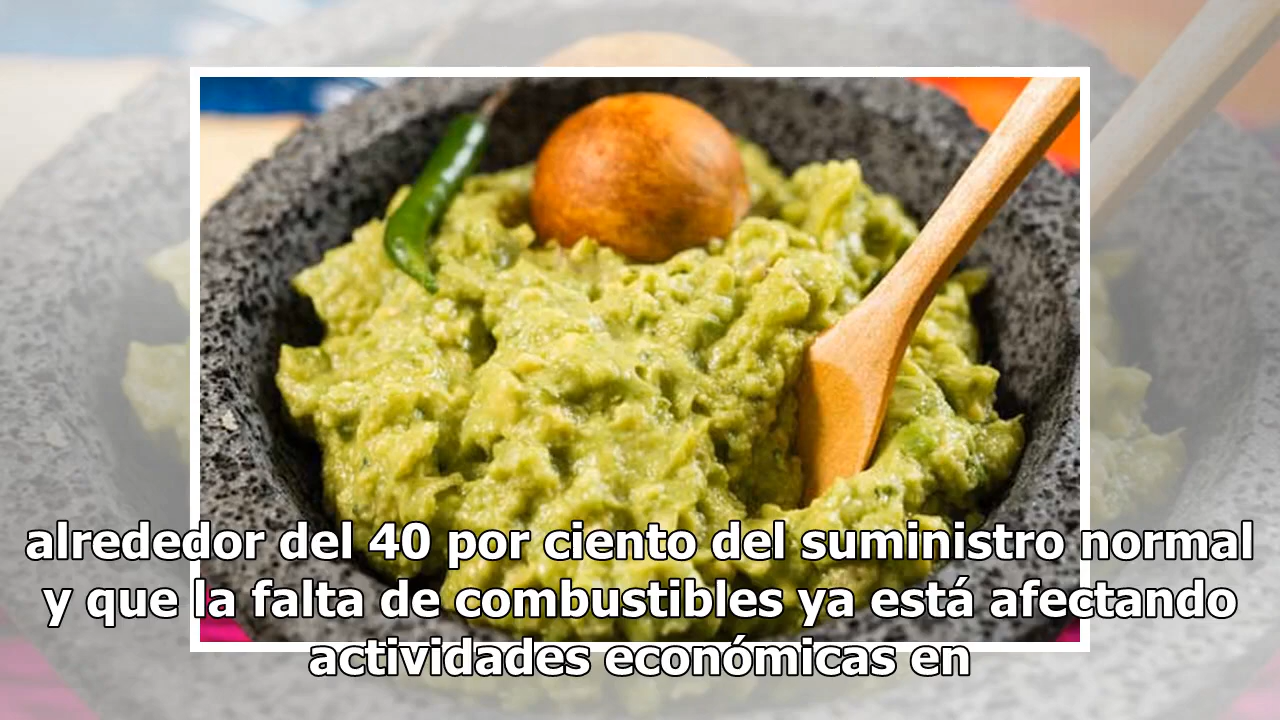 alrededor del 40 por ciento del suministro normal
y que la falta de combustibles ya está afectando
actividades económicas en